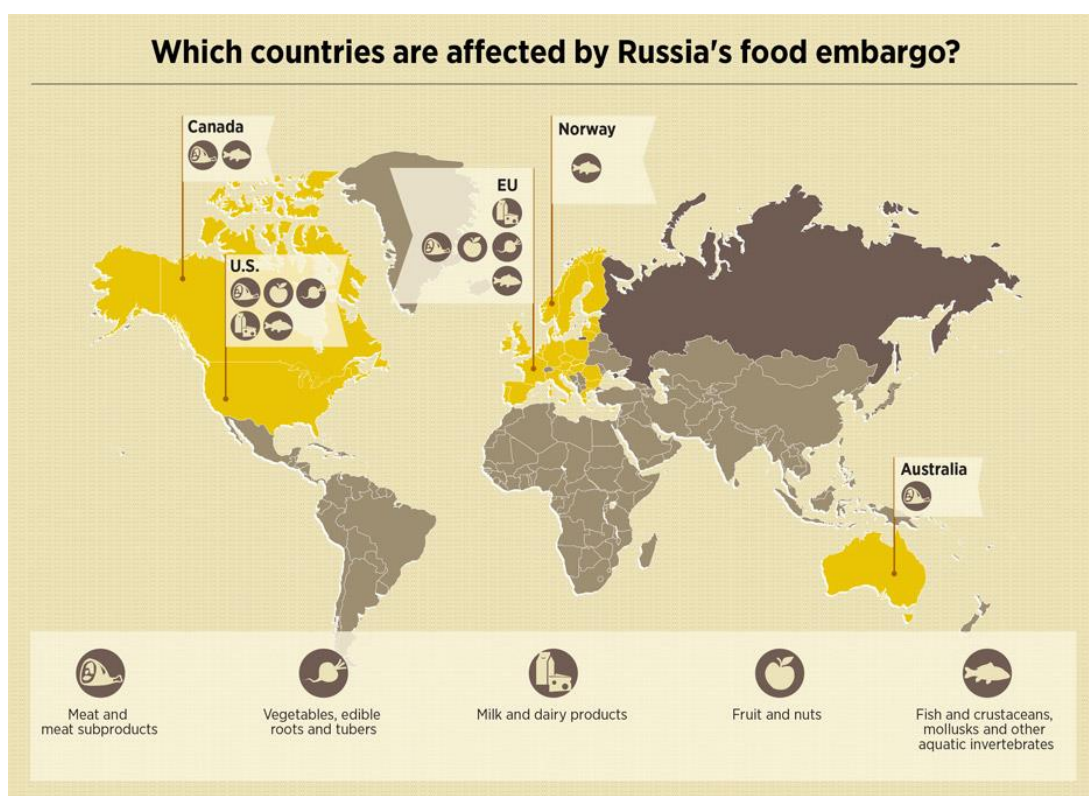 Which countries are affected by Russia's food embargo?
Canada
Norway
EU
U.S.
Australia
Meat and
meat subproducts
Vegetables, edible
roots and tubers
Milk and dairy products
Fruit and nuts
Fish and crustaceans,
mollusks and other
aquatic invertebrates